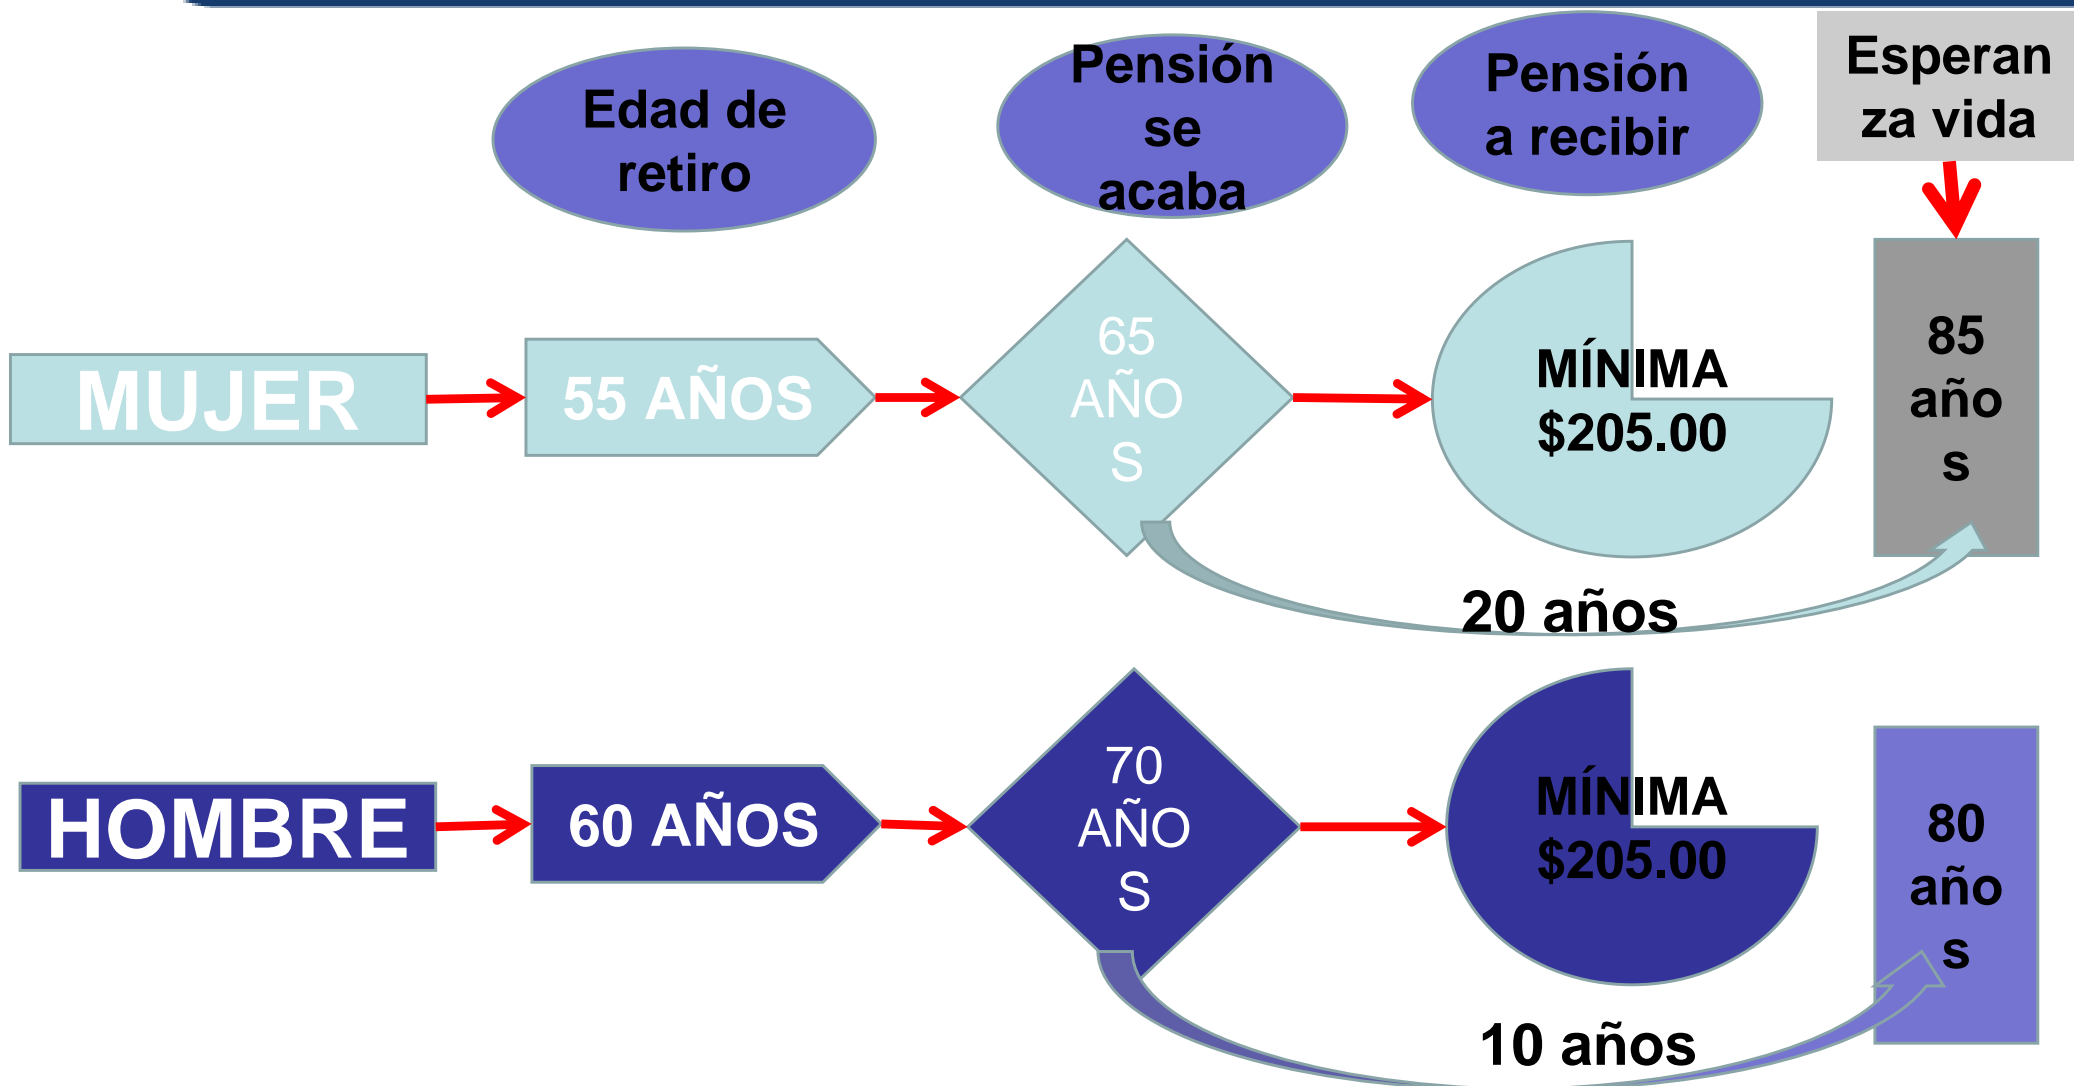 Edad de
retiro
Pensión
se
acaba
Pensión
a recibir
Esperan
za vida
MUJER
55 AÑOS
65
AÑO
S
MÍNIMA
$205.00
85
año
s
20 años
HOMBRE
60 AÑOS
70
AÑO
S
MÍNIMA
$205.00
80
año
s
10 años